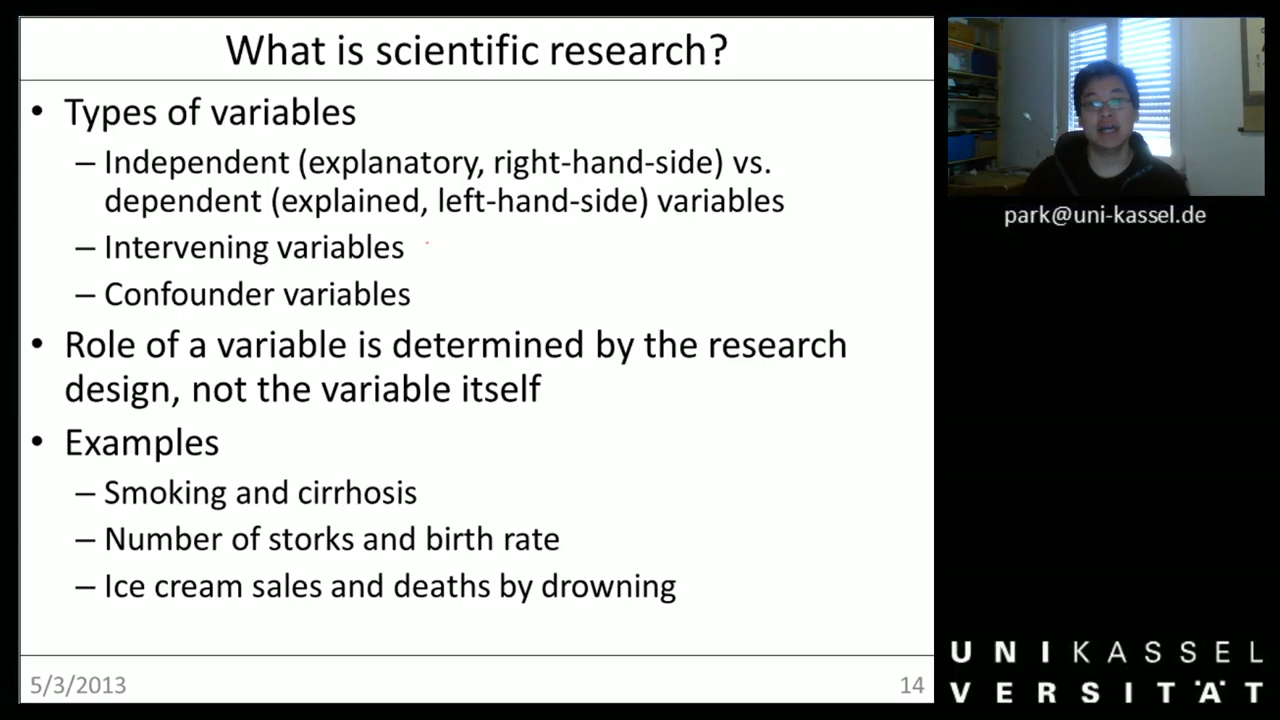 What is scientific research?
• Types of variables
– Independent (explanatory, right-hand-side) vs.
dependent (explained, left-hand-side) variables
– Intervening variables
– Confounder variables
• Role of a variable is determined by the research
design, not the variable itself
• Examples
– Smoking and cirrhosis
– Number of storks and birth rate
– Ice cream sales and deaths by drowning
5/3/2013
14
park@uni-kassel.de
UNIKASSEL
VERSITÄT